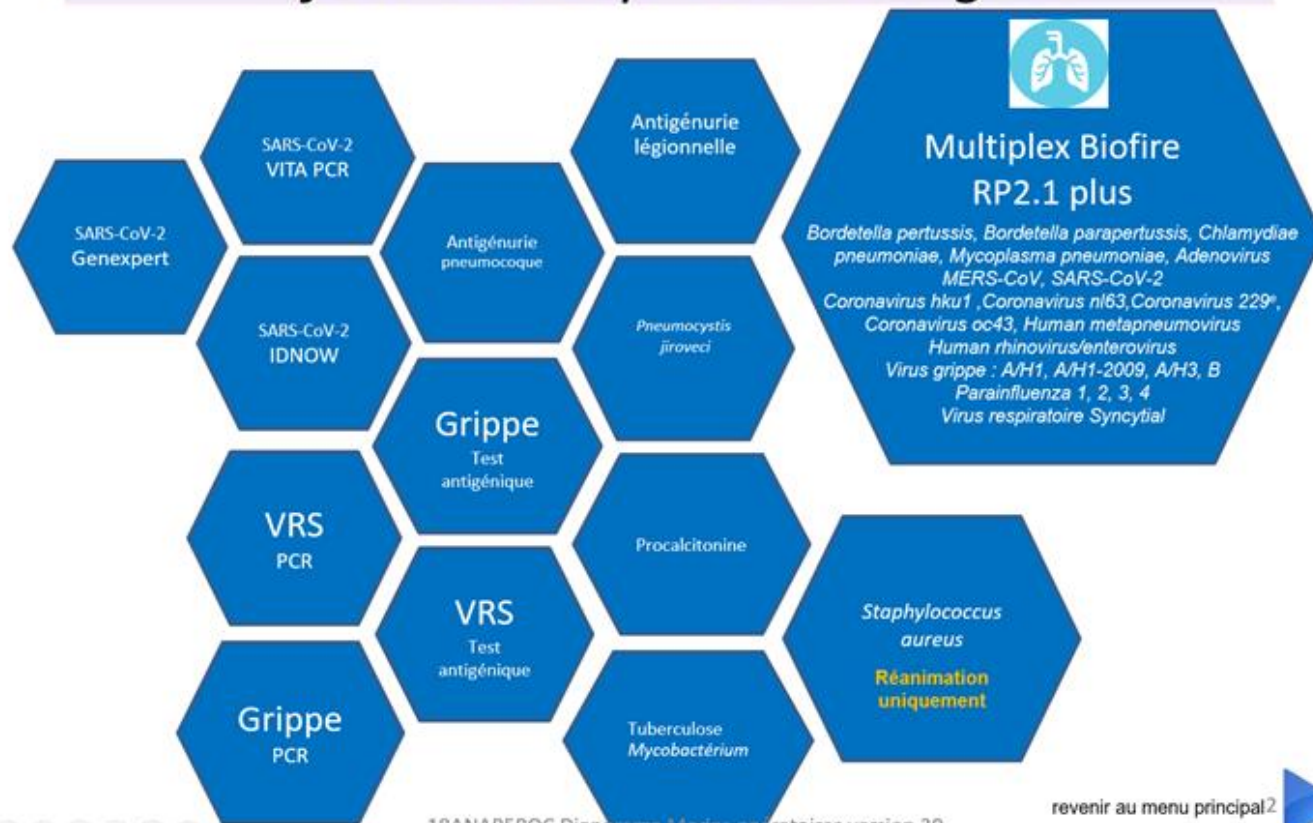 SARS-CoV-2
Genexpert
SARS-CoV-2
VITA PCR
SARS-CoV-2
IDNOW
VRS
PCR
Grippe
PCR
Antigénurie
pneumocoque
Grippe
Test
antigénique
VRS
Test
antigénique
Antigénurie
légionnelle
Pneumocystis
jiroveci
Procalcitonine
Tuberculose
Mycobactérium
Multiplex Biofire
RP2.1 plus
Bordetella pertussis, Bordetella parapertussis, Chlamydiae
pneumoniae, Mycoplasma pneumoniae, Adenovirus
MERS-CoV, SARS-CoV-2
Coronavirus hku1 ,Coronavirus nl63,Coronavirus 229ᵉ,
Coronavirus oc43, Human metapneumovirus
Human rhinovirus/enterovirus
Virus grippe : A/H1, A/H1-2009, A/H3, B
Parainfluenza 1, 2, 3, 4
Virus respiratoire Syncytial
Staphylococcus
aureus
Réanimation
uniquement
revenir au menu principal 2